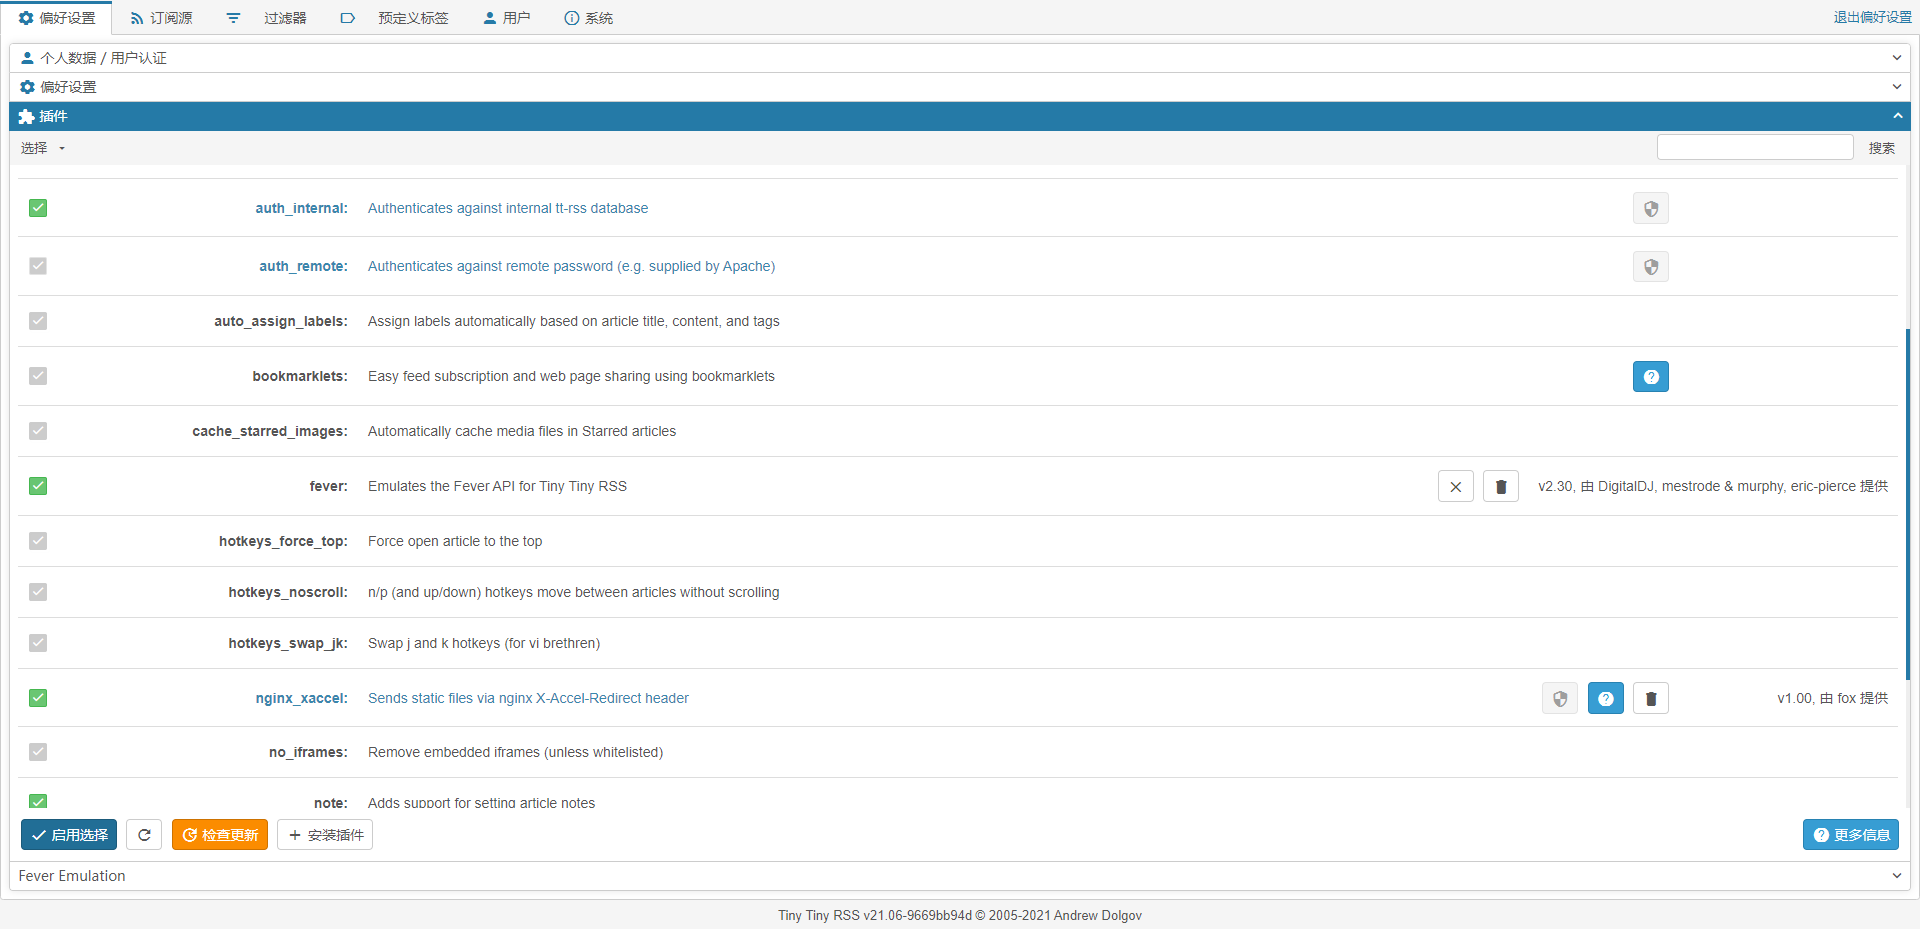 偏好设置 订阅源 过滤器 预定义标签 用户 系统 退出偏好设置
个人数据 / 用户认证
偏好设置
插件
选择 搜索
auth_internal: Authenticates against internal tt-rss database
auth_remote: Authenticates against remote password (e.g. supplied by Apache)
auto_assign_labels: Assign labels automatically based on article title, content, and tags
bookmarklets: Easy feed subscription and web page sharing using bookmarklets
cache_starred_images: Automatically cache media files in Starred articles
fever: Emulates the Fever API for Tiny Tiny RSS v2.30, 由 DigitalDJ, mestrode & murphy, eric-pierce 提供
hotkeys_force_top: Force open article to the top
hotkeys_noscroll: n/p (and up/down) hotkeys move between articles without scrolling
hotkeys_swap_jk: Swap j and k hotkeys (for vi brethren)
nginx_xaccel: Sends static files via nginx X-Accel-Redirect header v1.00, 由 fox 提供
no_iframes: Remove embedded iframes (unless whitelisted)
note: Adds support for setting article notes
启用选择 检查更新 安装插件 更多信息
Fever Emulation
Tiny Tiny RSS v21.06-9669bb94d © 2005-2021 Andrew Dolgov